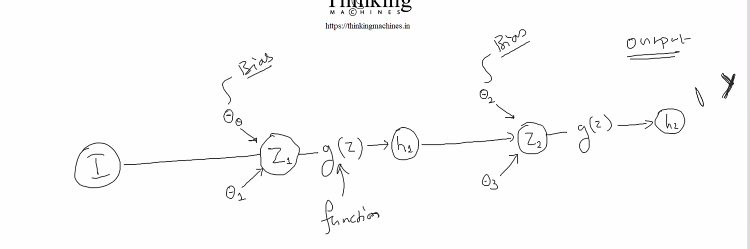 Thinking
MACHINES
https://thinkingmachines.in
Bias
Bias
Output
θ0
θ2
I
Z1
g(z)
h1
Z2
g(z)
h2
y
θ1
θ3
function